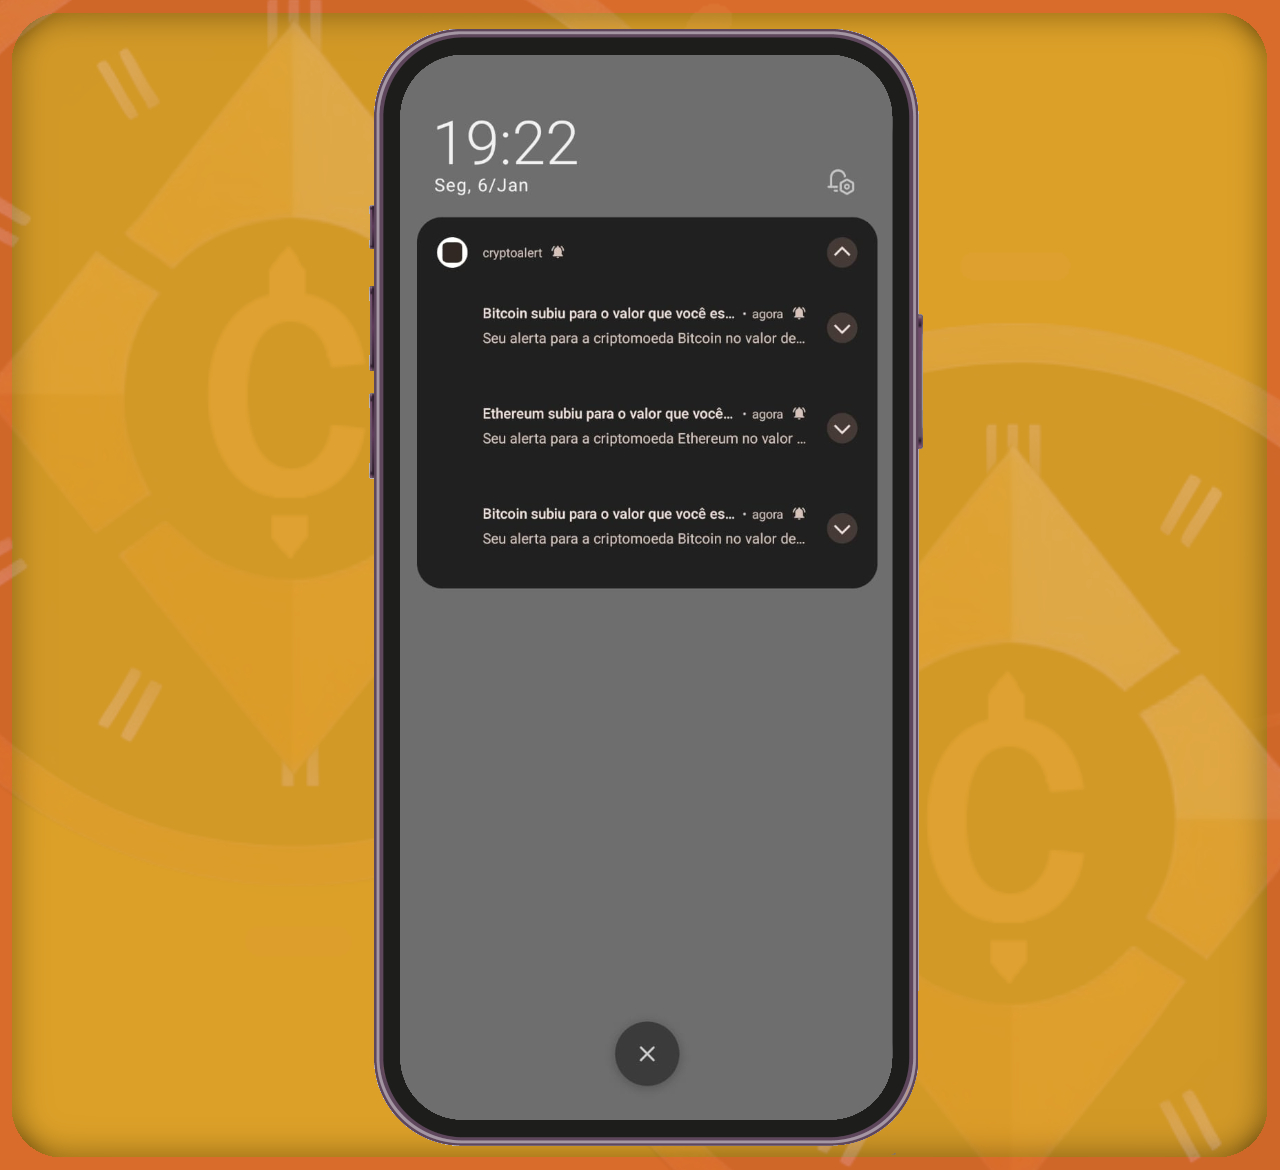 19:22
Seg, 6/Jan
cryptoalert
Bitcoin subiu para o valor que você es... • agora
Seu alerta para a criptomoeda Bitcoin no valor de...
Ethereum subiu para o valor que você... • agora
Seu alerta para a criptomoeda Ethereum no valor ...
Bitcoin subiu para o valor que você es... • agora
Seu alerta para a criptomoeda Bitcoin no valor de...